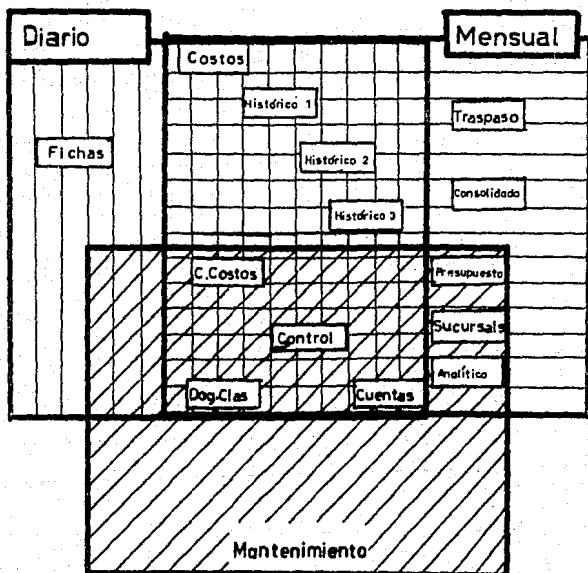 Diario
Mensual
Costos
Histórico 1
Traspaso
Fichas
Histórico 2
Consolidado
Histórico 3
C.Costos
Presupuesto
Control
Sucursals
Analítico
Dog.Clas
Cuentas
Mantenimiento